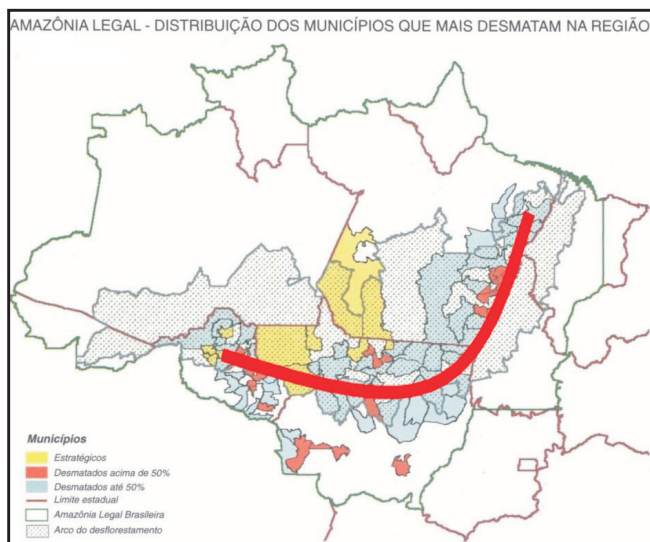 AMAZÔNIA LEGAL - DISTRIBUIÇÃO DOS MUNICÍPIOS QUE MAIS DESMATAM NA REGIÃO
Municípios
Estratégicos
Desmatados acima de 50%
Desmatados até 50%
Limite estadual
Amazônia Legal Brasileira
Arco do desflorestamento